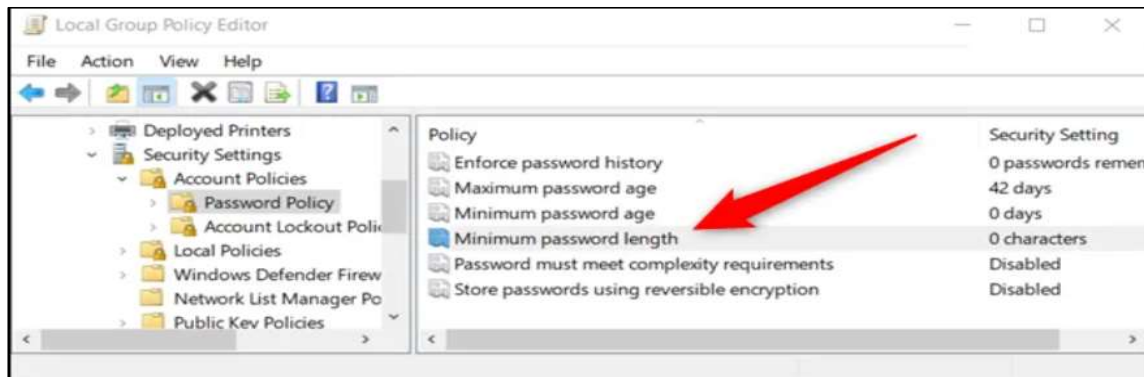 Local Group Policy Editor
File Action View Help
Deployed Printers
Security Settings
Account Policies
Password Policy
Account Lockout Poli
Local Policies
Windows Defender Firew
Network List Manager Po
Public Key Policies
Policy Security Setting
Enforce password history 0 passwords remem
Maximum password age 42 days
Minimum password age 0 days
Minimum password length 0 characters
Password must meet complexity requirements Disabled
Store passwords using reversible encryption Disabled